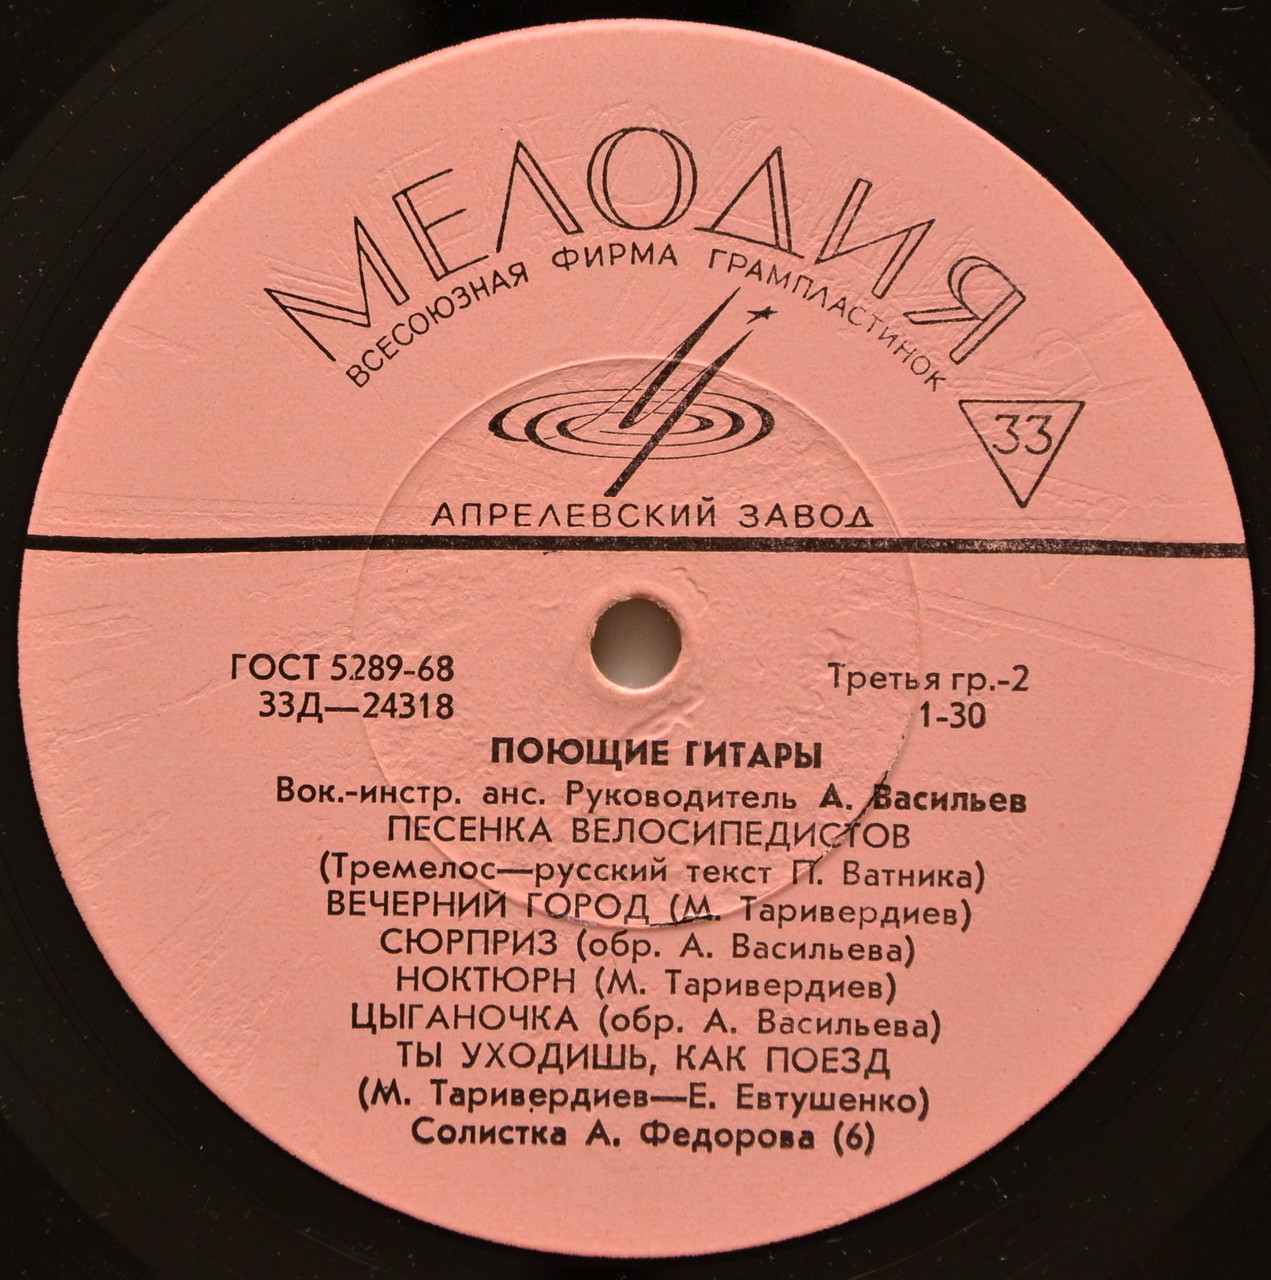 МЕЛОДИЯ
ВСЕСОЮЗНАЯ ФИРМА ГРАМПЛАСТИНОК
33
АПРЕЛЕВСКИЙ ЗАВОД
ГОСТ 5289-68
Третья гр.-2
33Д—24318
1-30
ПОЮЩИЕ ГИТАРЫ
Вок.-инстр. анс. Руководитель А. Васильев
ПЕСЕНКА ВЕЛОСИПЕДИСТОВ
(Тремелос—русский текст П. Ватника)
ВЕЧЕРНИЙ ГОРОД (М. Таривердиев)
СЮРПРИЗ (обр. А. Васильева)
НОКТЮРН (М. Таривердиев)
ЦЫГАНОЧКА (обр. А. Васильева)
ТЫ УХОДИШЬ, КАК ПОЕЗД
(М. Таривердиев—Е. Евтушенко)
Солистка А. Федорова (6)